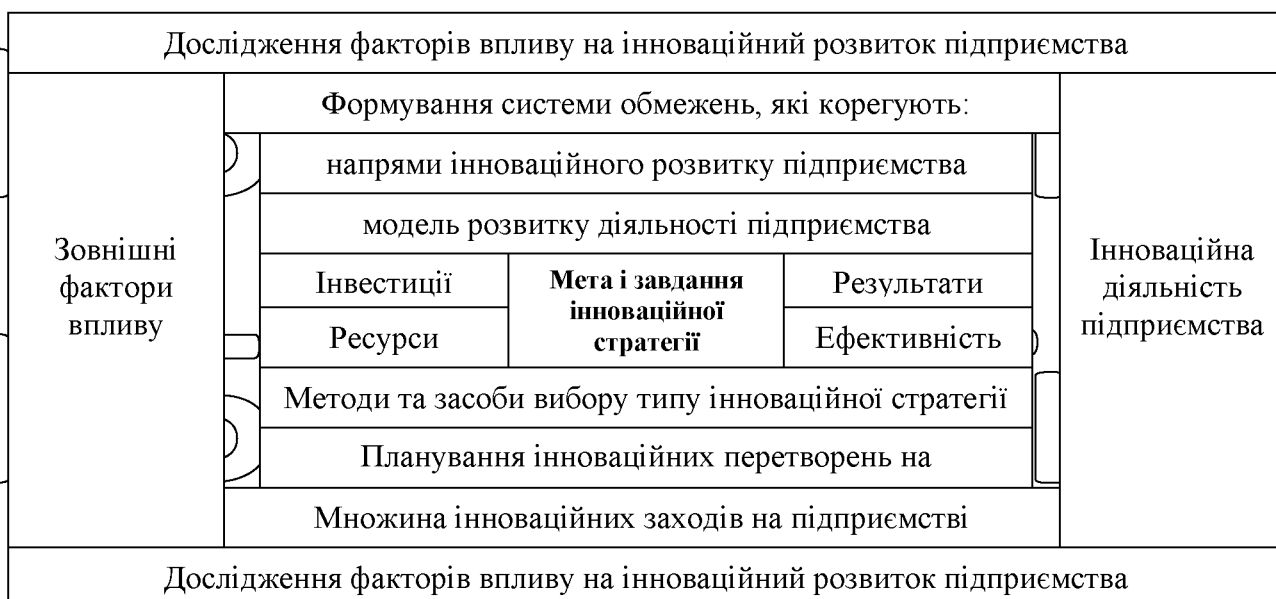 Дослідження факторів впливу на інноваційний розвиток підприємства
Формування системи обмежень, які корегують:
напрями інноваційного розвитку підприємства
модель розвитку діяльності підприємства
Зовнішні
фактори
впливу
Інвестиції
Ресурси
Мета і завдання
інноваційної
стратегії
Результати
Ефективність
Інноваційна
діяльність
підприємства
Методи та засоби вибору типу інноваційної стратегії
Планування інноваційних перетворень на
Множина інноваційних заходів на підприємстві
Дослідження факторів впливу на інноваційний розвиток підприємства